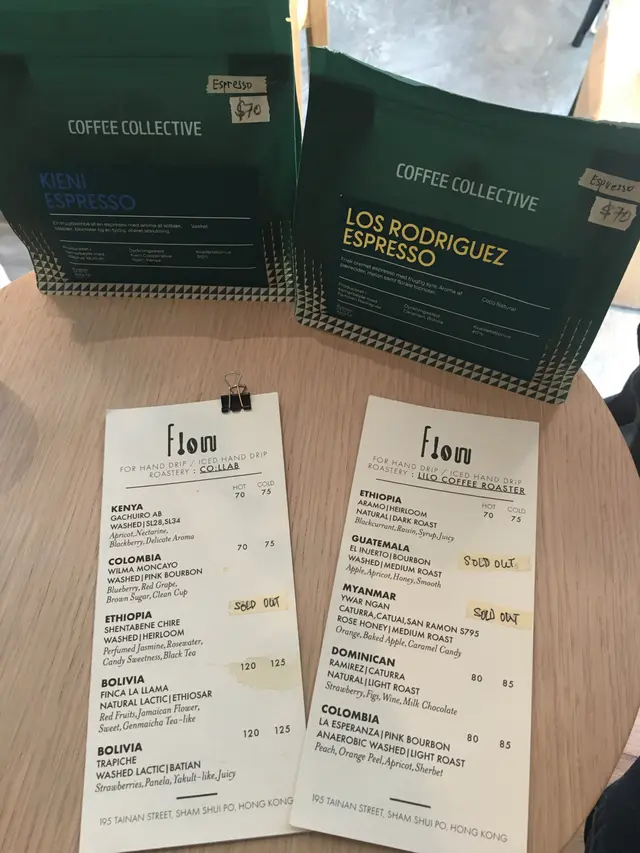 Espresso
$70
COFFEE COLLECTIVE
KIENI
ESPRESSO
Espresso
$70
COFFEE COLLECTIVE
LOS RODRIGUEZ
ESPRESSO
Coco Natural
flow
FOR HAND DRIP / ICED HAND DRIP
ROASTERY : CO:LLAB
HOT COLD
KENYA 70 75
GACHUIRO AB
WASHED|SL28,SL34
Apricot, Nectarine,
Blackberry, Delicate Aroma
COLOMBIA 70 75
WILMA MONCAYO
WASHED|PINK BOURBON
Blueberry, Red Grape,
Brown Sugar, Clean Cup
ETHIOPIA SOLD OUT
SHENTABENE CHIRE
WASHED|HEIRLOOM
Perfumed Jasmine, Rosewater,
Candy Sweetness, Black Tea
BOLIVIA 120 125
FINCA LA LLAMA
NATURAL LACTIC|ETHIOSAR
Red Fruits, Jamaican Flower,
Sweet, Genmaicha Tea-like
BOLIVIA 120 125
TRAPICHE
WASHED LACTIC|BATIAN
Strawberries, Panela, Yakult-like, Juicy
195 TAINAN STREET, SHAM SHUI PO, HONG KONG
flow
FOR HAND DRIP / ICED HAND DRIP
ROASTERY : LILO COFFEE ROASTER
HOT COLD
ETHIOPIA 70 75
ARAMO|HEIRLOOM
NATURAL|DARK ROAST
Blackcurrant, Raisin, Syrup, Juicy
GUATEMALA SOLD OUT
EL INJERTO|BOURBON
WASHED|MEDIUM ROAST
Apple, Apricot, Honey, Smooth
MYANMAR SOLD OUT
YWAR NGAN
CATURRA,CATUAI,SAN RAMON S795
ROSE HONEY|MEDIUM ROAST
Orange, Baked Apple, Caramel Candy
DOMINICAN 80 85
RAMIREZ|CATURRA
NATURAL|LIGHT ROAST
Strawberry, Figs, Wine, Milk Chocolate
COLOMBIA 80 85
LA ESPERANZA|PINK BOURBON
ANAEROBIC WASHED|LIGHT ROAST
Peach, Orange Peel, Apricot, Sherbet
195 TAINAN STREET, SHAM SHUI PO, HONG KONG